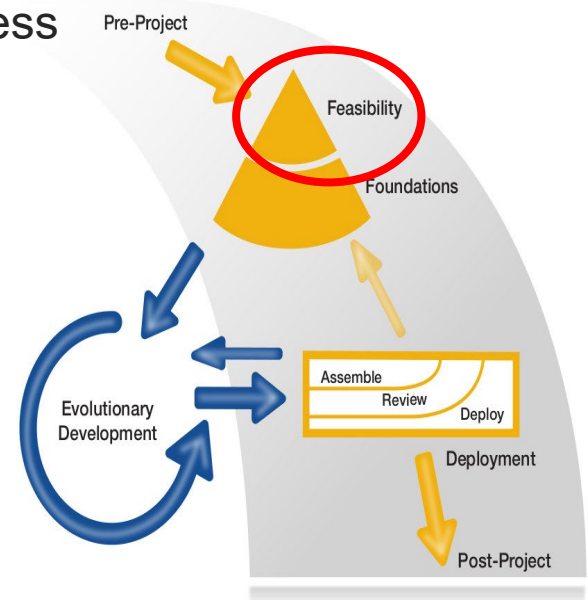 ess
Pre-Project
Feasibility
Foundations
Assemble
Review
Deploy
Evolutionary
Development
Deployment
Post-Project